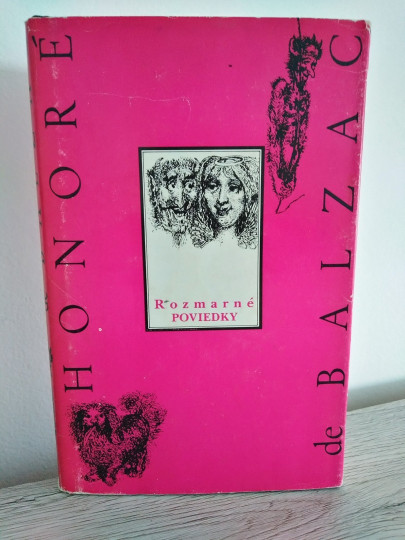 HONORÉ
de BALZAC
Rozmarné
POVIEDKY